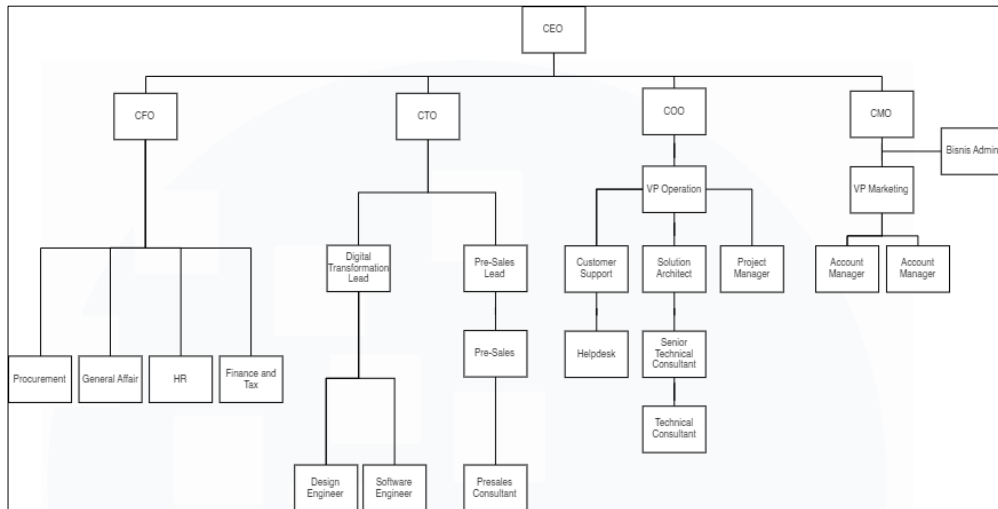 CEO
CFO
CTO
COO
CMO
Bisnis Admin
VP Operation
VP Marketing
Digital
Transformation
Lead
Pre-Sales
Lead
Customer
Support
Solution
Architect
Project
Manager
Account
Manager
Account
Manager
Procurement
General Affair
HR
Finance and
Tax
Pre-Sales
Helpdesk
Senior
Technical
Consultant
Technical
Consultant
Design
Engineer
Software
Engineer
Presales
Consultant